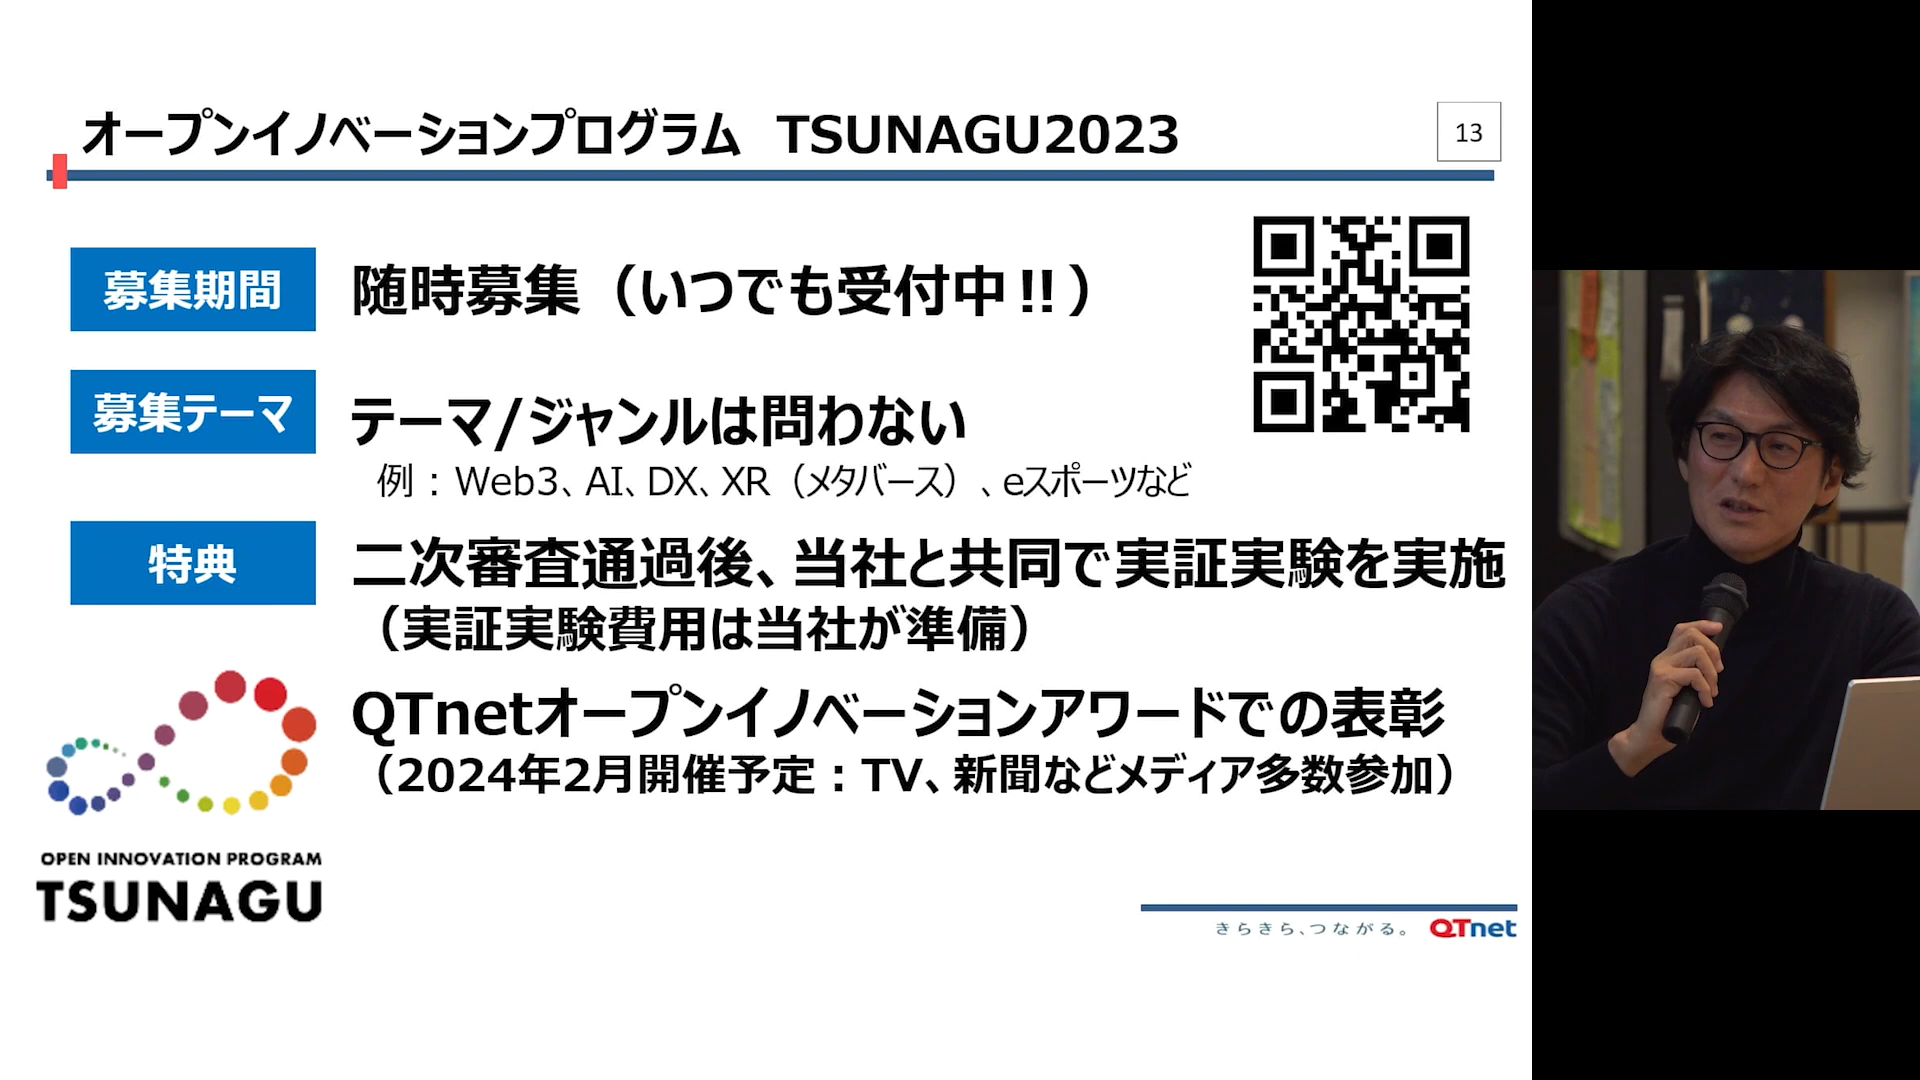 オープンイノベーションプログラム TSUNAGU2023
13
募集期間
随時募集（いつでも受付中!!）
募集テーマ
テーマ/ジャンルは問わない
例：Web3、AI、DX、XR（メタバース）、eスポーツなど
特典
二次審査通過後、当社と共同で実証実験を実施
（実証実験費用は当社が準備）
QTnetオープンイノベーションアワードでの表彰
（2024年2月開催予定：TV、新聞などメディア多数参加）
OPEN INNOVATION PROGRAM
TSUNAGU
きらきら、つながる。 QTnet